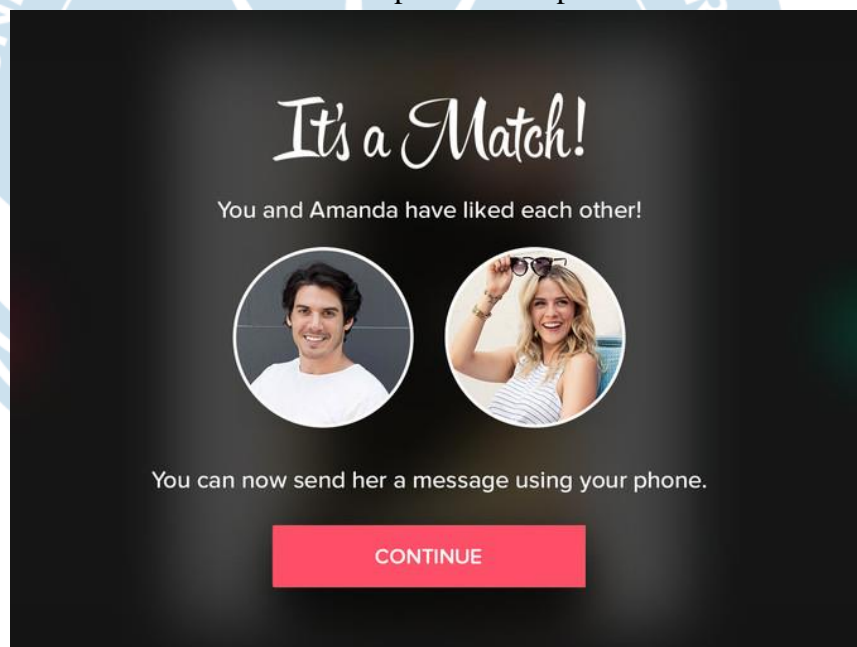 It's a Match!
You and Amanda have liked each other!
You can now send her a message using your phone.
CONTINUE